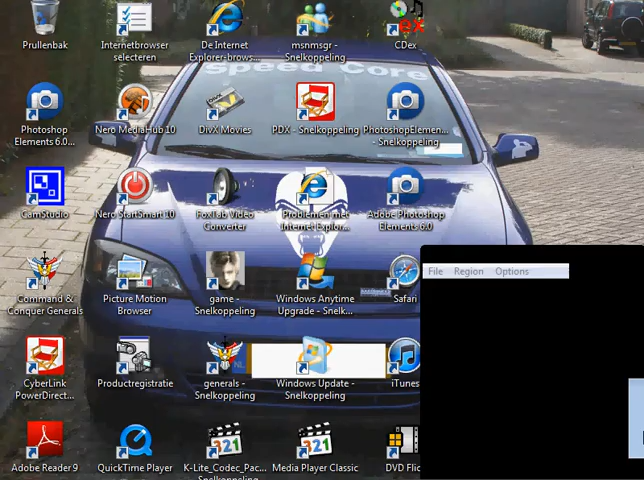 Speed Core
Prullenbak
Internetbrowser
selecteren
De Internet
Explorer-brows...
msnmsgr -
Snelkoppeling
CDex
Photoshop
Elements 6.0...
Nero MediaHub 10
DivX Movies
PDX - Snelkoppeling
PhotoshopElemen...
- Snelkoppeling
CamStudio
Nero StartSmart 10
FoxTab Video
Converter
Problemen met
Internet Explor...
Adobe Photoshop
Elements 6.0
File Region Options
Command &
Conquer Generals
Picture Motion
Browser
game -
Snelkoppeling
Windows Anytime
Upgrade - Snelk...
Safari
CyberLink
PowerDirect...
Productregistratie
generals -
Snelkoppeling
Windows Update -
Snelkoppeling
iTunes
Adobe Reader 9
QuickTime Player
K-Lite_Codec_Pac...
Snelkoppeling
Media Player Classic
DVD Flic